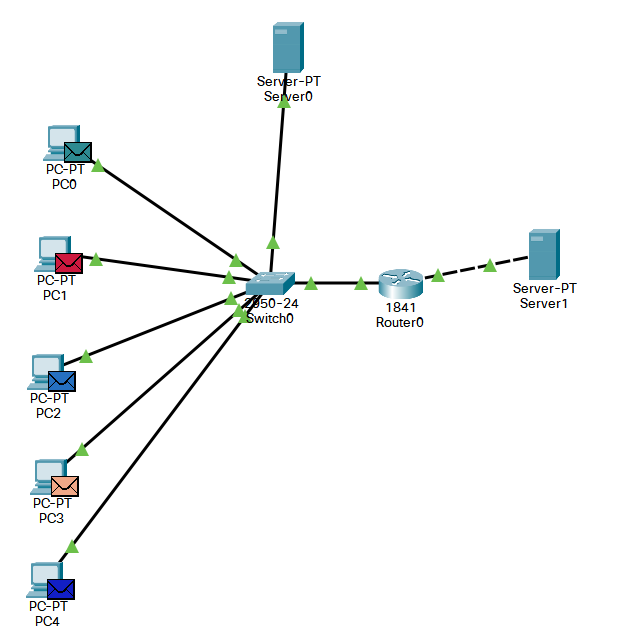 Server-PT
Server0
PC-PT
PC0
PC-PT
PC1
2950-24
Switch0
1841
Router0
Server-PT
Server1
PC-PT
PC2
PC-PT
PC3
PC-PT
PC4